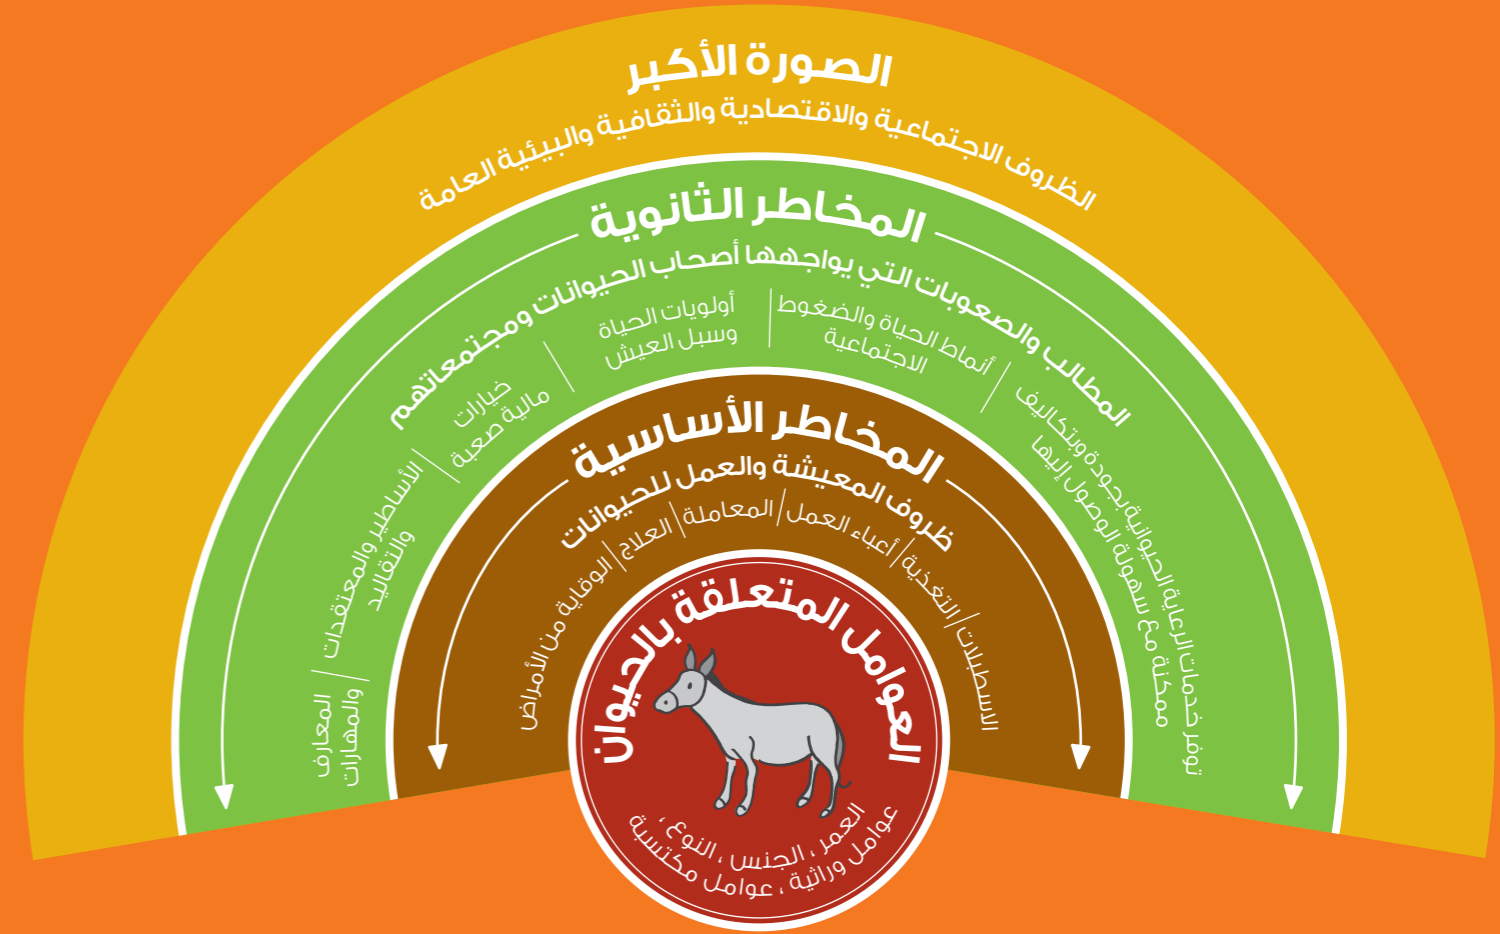 الصورة الأكبر
الظروف الاجتماعية والاقتصادية والثقافية والبيئية العامة
المخاطر الثانوية
المطالب والصعوبات التي يواجهها أصحاب الحيوانات ومجتمعاتهم
توفر خدمات الرعاية الحيوانية بجودة وبتكاليف
ممكنة مع سهولة الوصول إليها
أنماط الحياة والضغوط
الاجتماعية
أولويات الحياة
وسبل العيش
خيارات
مالية صعبة
الأساطير والمعتقدات
والتقاليد
المعارف
والمهارات
المخاطر الأساسية
ظروف المعيشة والعمل للحيوانات
الاسطبلات
التغذية
أعباء العمل
المعاملة
العلاج
الوقاية من الأمراض
العوامل المتعلقة بالحيوان
العمر ، الجنس ، النوع ،
عوامل وراثية ، عوامل مكتسبة